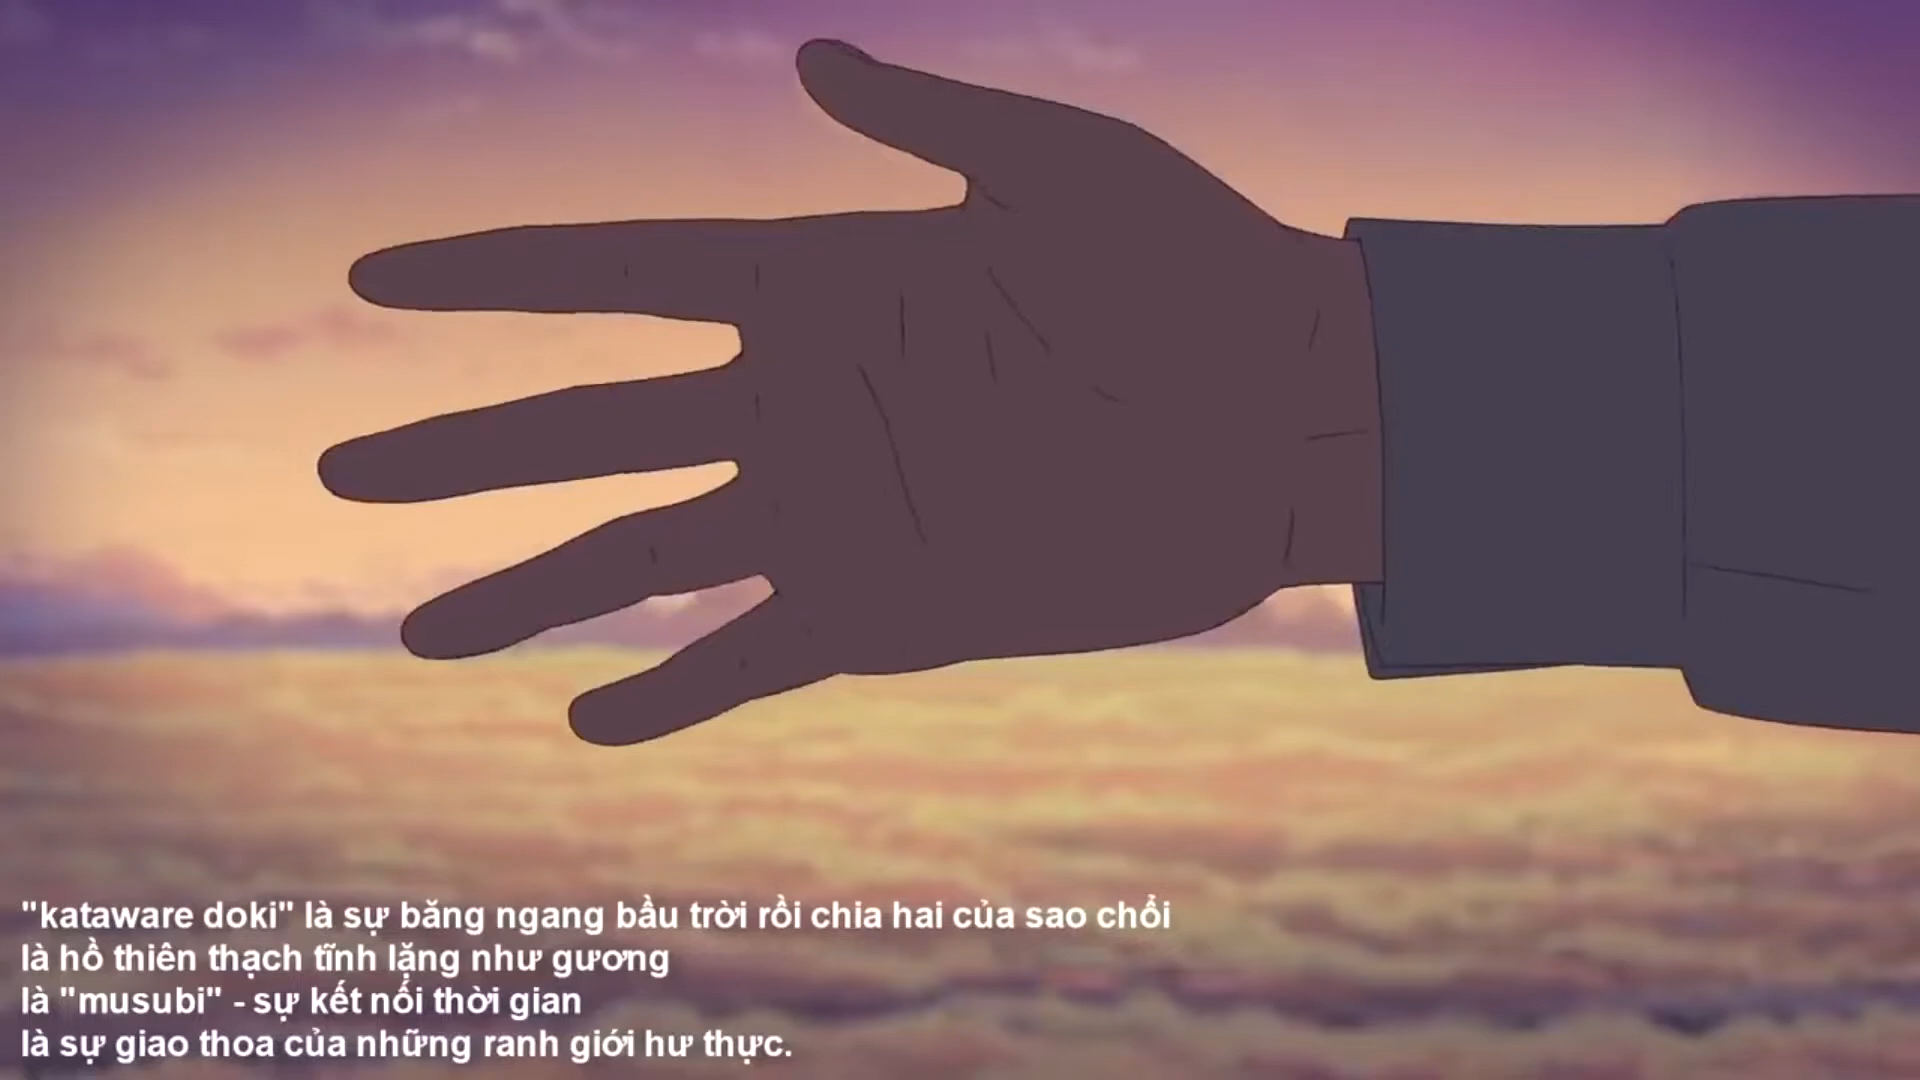 "kataware doki" là sự băng ngang bầu trời rồi chia hai của sao chổi
là hồ thiên thạch tĩnh lặng như gương
là "musubi" - sự kết nối thời gian
là sự giao thoa của những ranh giới hư thực.